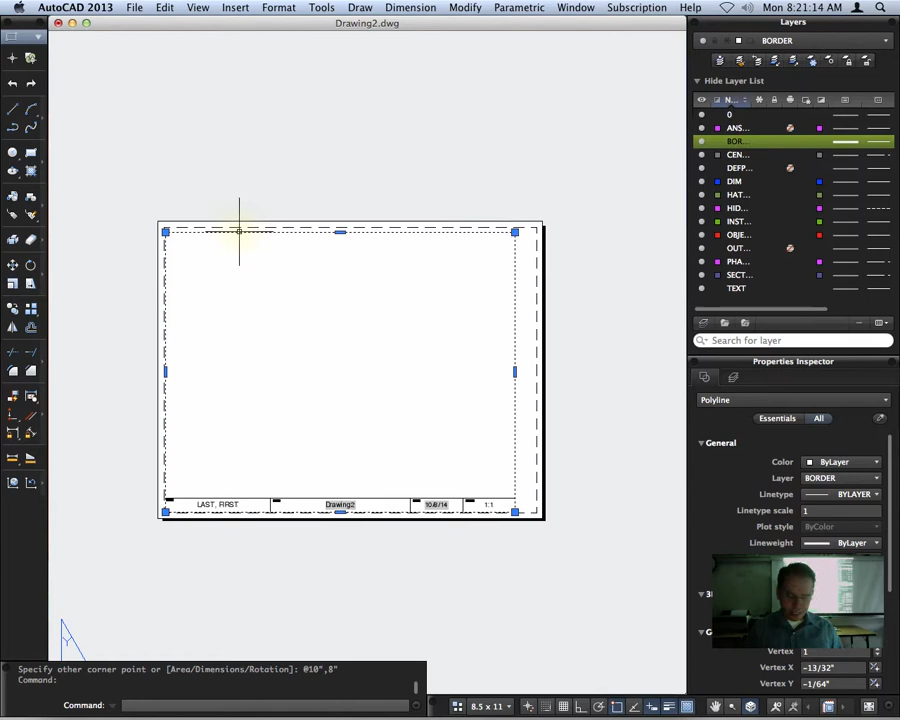 AutoCAD 2013 File Edit View Insert Format Tools Draw Dimension Modify Parametric Window Subscription Help Mon 8:21:14 AM
Drawing2.dwg
Layers
BORDER
Hide Layer List
N...
0
ANS...
BOR...
CEN...
DEFP...
DIM
HAT...
HID...
INST...
OBJE...
OUT...
PHA...
SECT...
TEXT
Search for layer
Properties Inspector
Polyline
Essentials All
General
Color ByLayer
Layer BORDER
Linetype BYLAYER
Linetype scale 1
Plot style ByColor
Lineweight ByLayer
Vertex 1
Vertex X -13/32"
Vertex Y -1/64"
LAST, FIRST Drawing2 10/6/14 1:1
Y
Specify other corner point or [Area/Dimensions/Rotation]: @10",8"
Command:
Command:
8.5 x 11